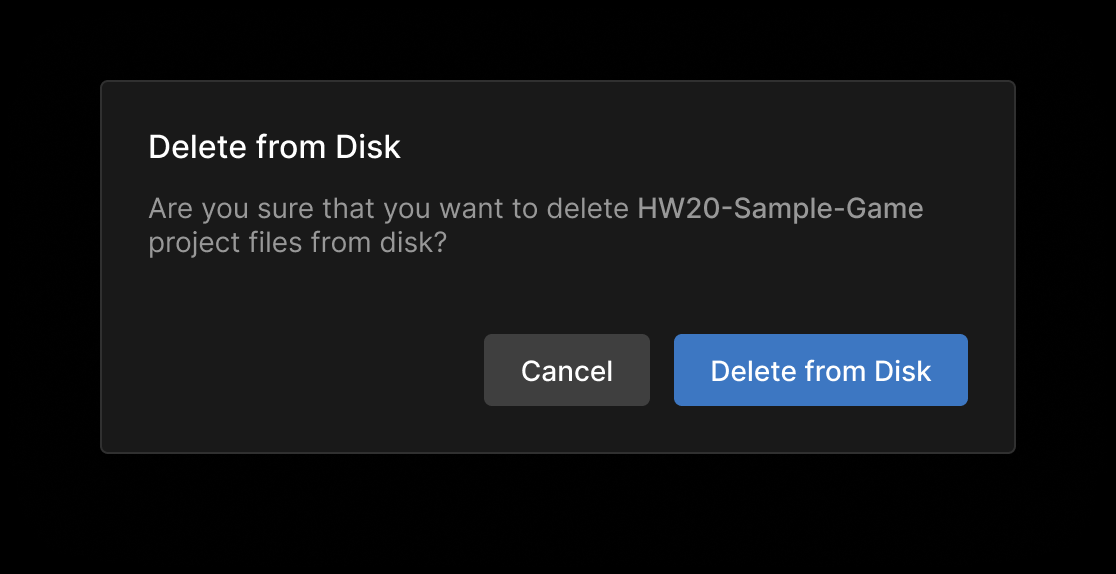 Delete from Disk
Are you sure that you want to delete HW20-Sample-Game
project files from disk?
Cancel
Delete from Disk